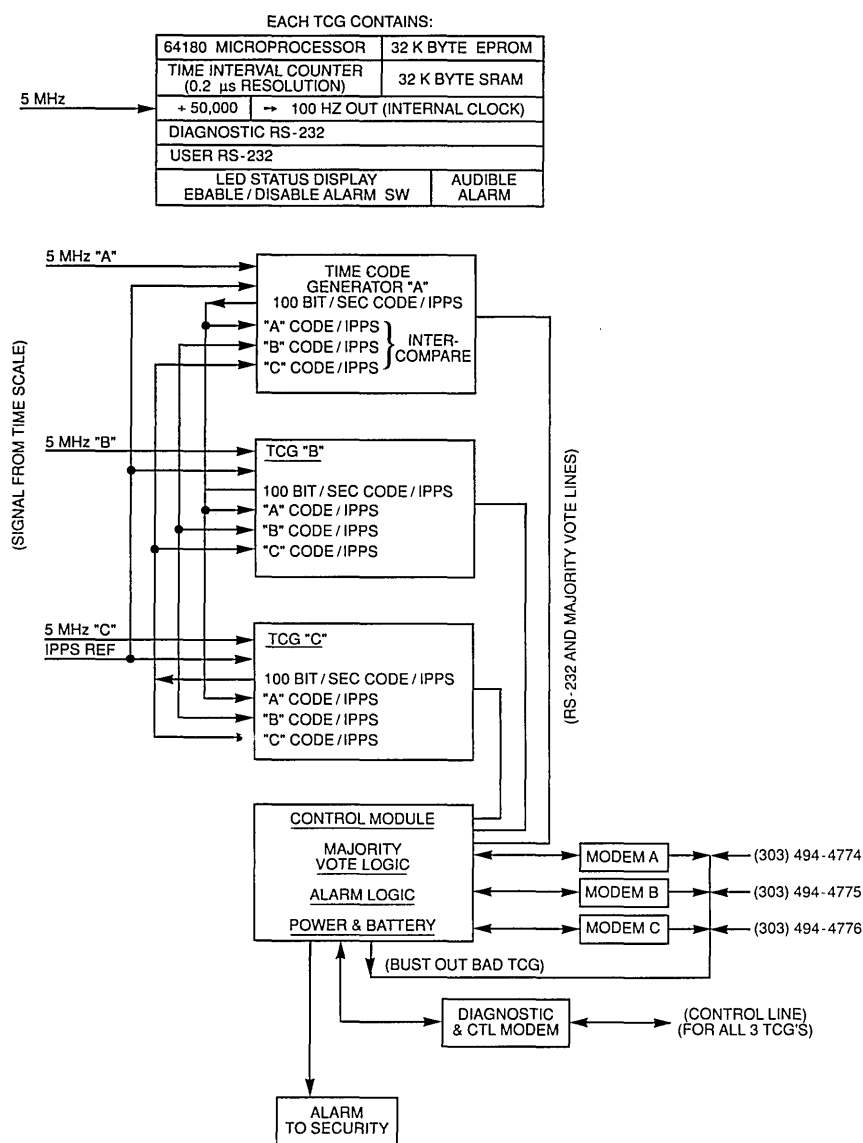 EACH TCG CONTAINS:
64180 MICROPROCESSOR
32 K BYTE EPROM
TIME INTERVAL COUNTER
(0.2 µs RESOLUTION)
32 K BYTE SRAM
5 MHz
÷ 50,000
→ 100 HZ OUT (INTERNAL CLOCK)
DIAGNOSTIC RS-232
USER RS-232
LED STATUS DISPLAY
EBABLE / DISABLE ALARM SW
AUDIBLE
ALARM
(SIGNAL FROM TIME SCALE)
5 MHz "A"
TIME CODE
GENERATOR "A"
100 BIT / SEC CODE / IPPS
"A" CODE / IPPS
"B" CODE / IPPS
"C" CODE / IPPS
INTER-
COMPARE
5 MHz "B"
TCG "B"
100 BIT / SEC CODE / IPPS
"A" CODE / IPPS
"B" CODE / IPPS
"C" CODE / IPPS
5 MHz "C"
IPPS REF
TCG "C"
100 BIT / SEC CODE / IPPS
"A" CODE / IPPS
"B" CODE / IPPS
"C" CODE / IPPS
(RS-232 AND MAJORITY VOTE LINES)
CONTROL MODULE
MAJORITY
VOTE LOGIC
ALARM LOGIC
POWER & BATTERY
MODEM A
(303) 494-4774
MODEM B
(303) 494-4775
MODEM C
(303) 494-4776
(BUST OUT BAD TCG)
DIAGNOSTIC
& CTL MODEM
(CONTROL LINE)
(FOR ALL 3 TCG'S)
ALARM
TO SECURITY